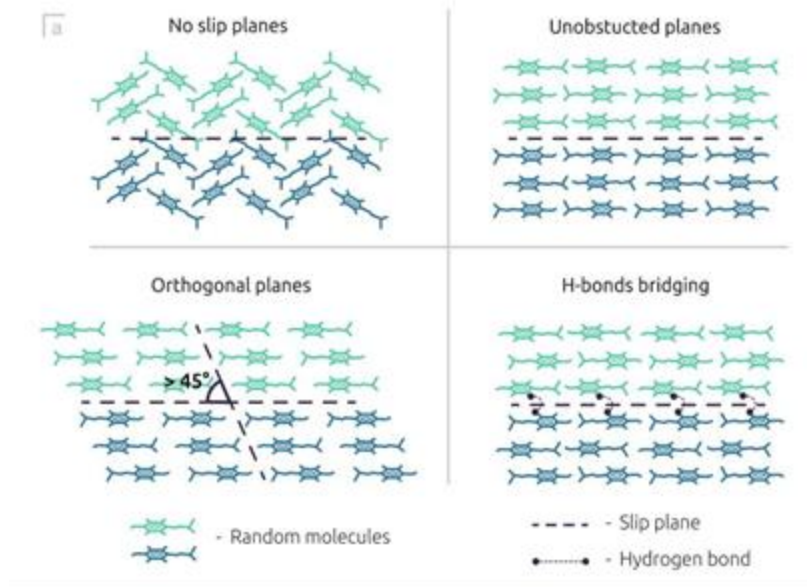 a
No slip planes
Unobstucted planes
Orthogonal planes
H-bonds bridging
> 45°
- Random molecules
- Slip plane
- Hydrogen bond